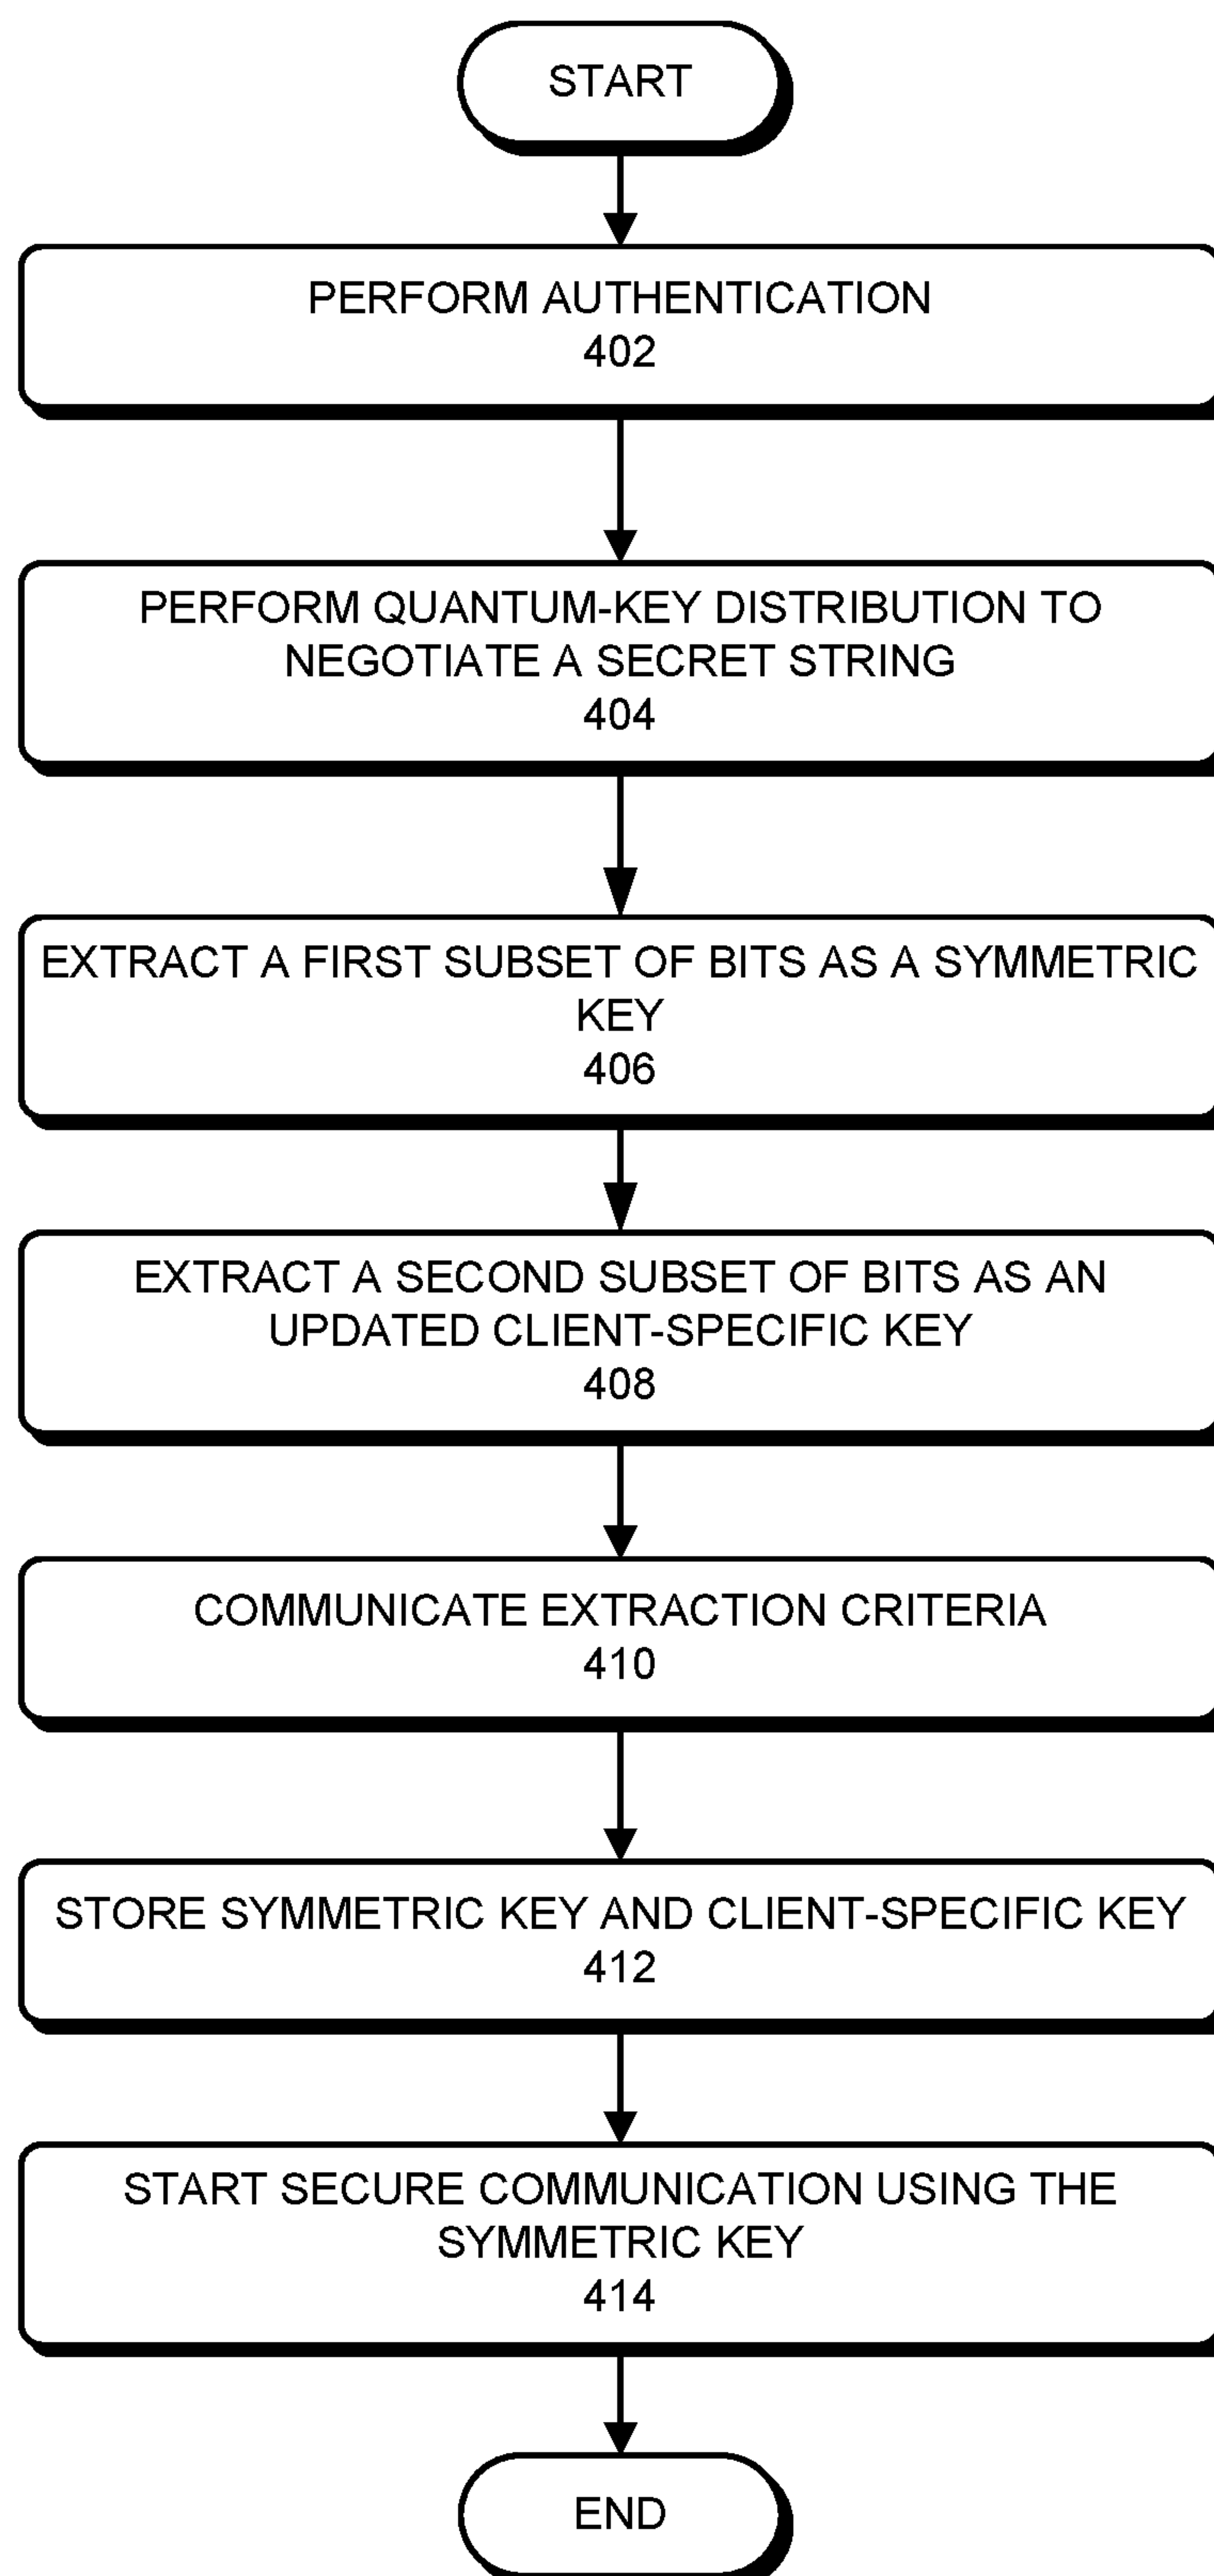 START
PERFORM AUTHENTICATION
402
PERFORM QUANTUM-KEY DISTRIBUTION TO
NEGOTIATE A SECRET STRING
404
EXTRACT A FIRST SUBSET OF BITS AS A SYMMETRIC
KEY
406
EXTRACT A SECOND SUBSET OF BITS AS AN
UPDATED CLIENT-SPECIFIC KEY
408
COMMUNICATE EXTRACTION CRITERIA
410
STORE SYMMETRIC KEY AND CLIENT-SPECIFIC KEY
412
START SECURE COMMUNICATION USING THE
SYMMETRIC KEY
414
END